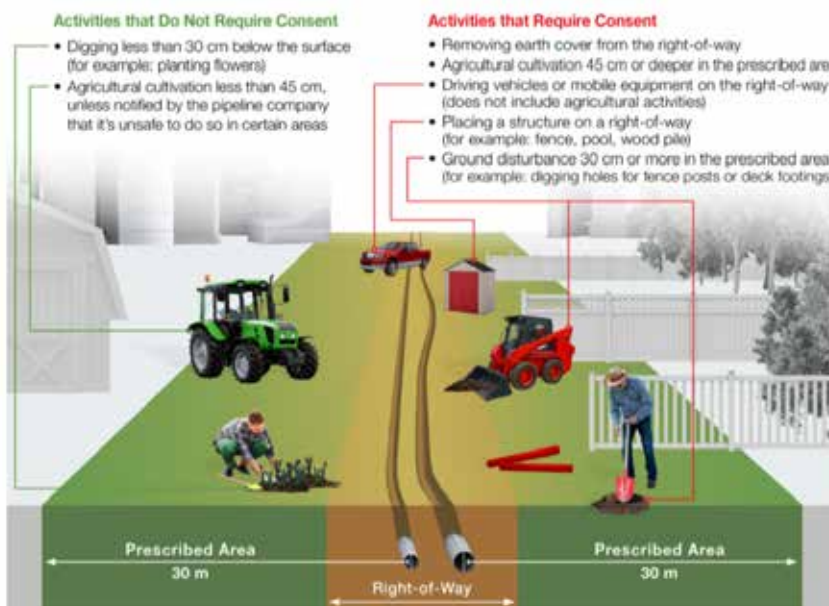 Activities that Do Not Require Consent
• Digging less than 30 cm below the surface
(for example: planting flowers)
• Agricultural cultivation less than 45 cm,
unless notified by the pipeline company
that it's unsafe to do so in certain areas
Activities that Require Consent
• Removing earth cover from the right-of-way
• Agricultural cultivation 45 cm or deeper in the prescribed are
• Driving vehicles or mobile equipment on the right-of-way
(does not include agricultural activities)
• Placing a structure on a right-of-way
(for example: fence, pool, wood pile)
• Ground disturbance 30 cm or more in the prescribed area
(for example: digging holes for fence posts or deck footings
Prescribed Area
30 m
Right-of-Way
Prescribed Area
30 m